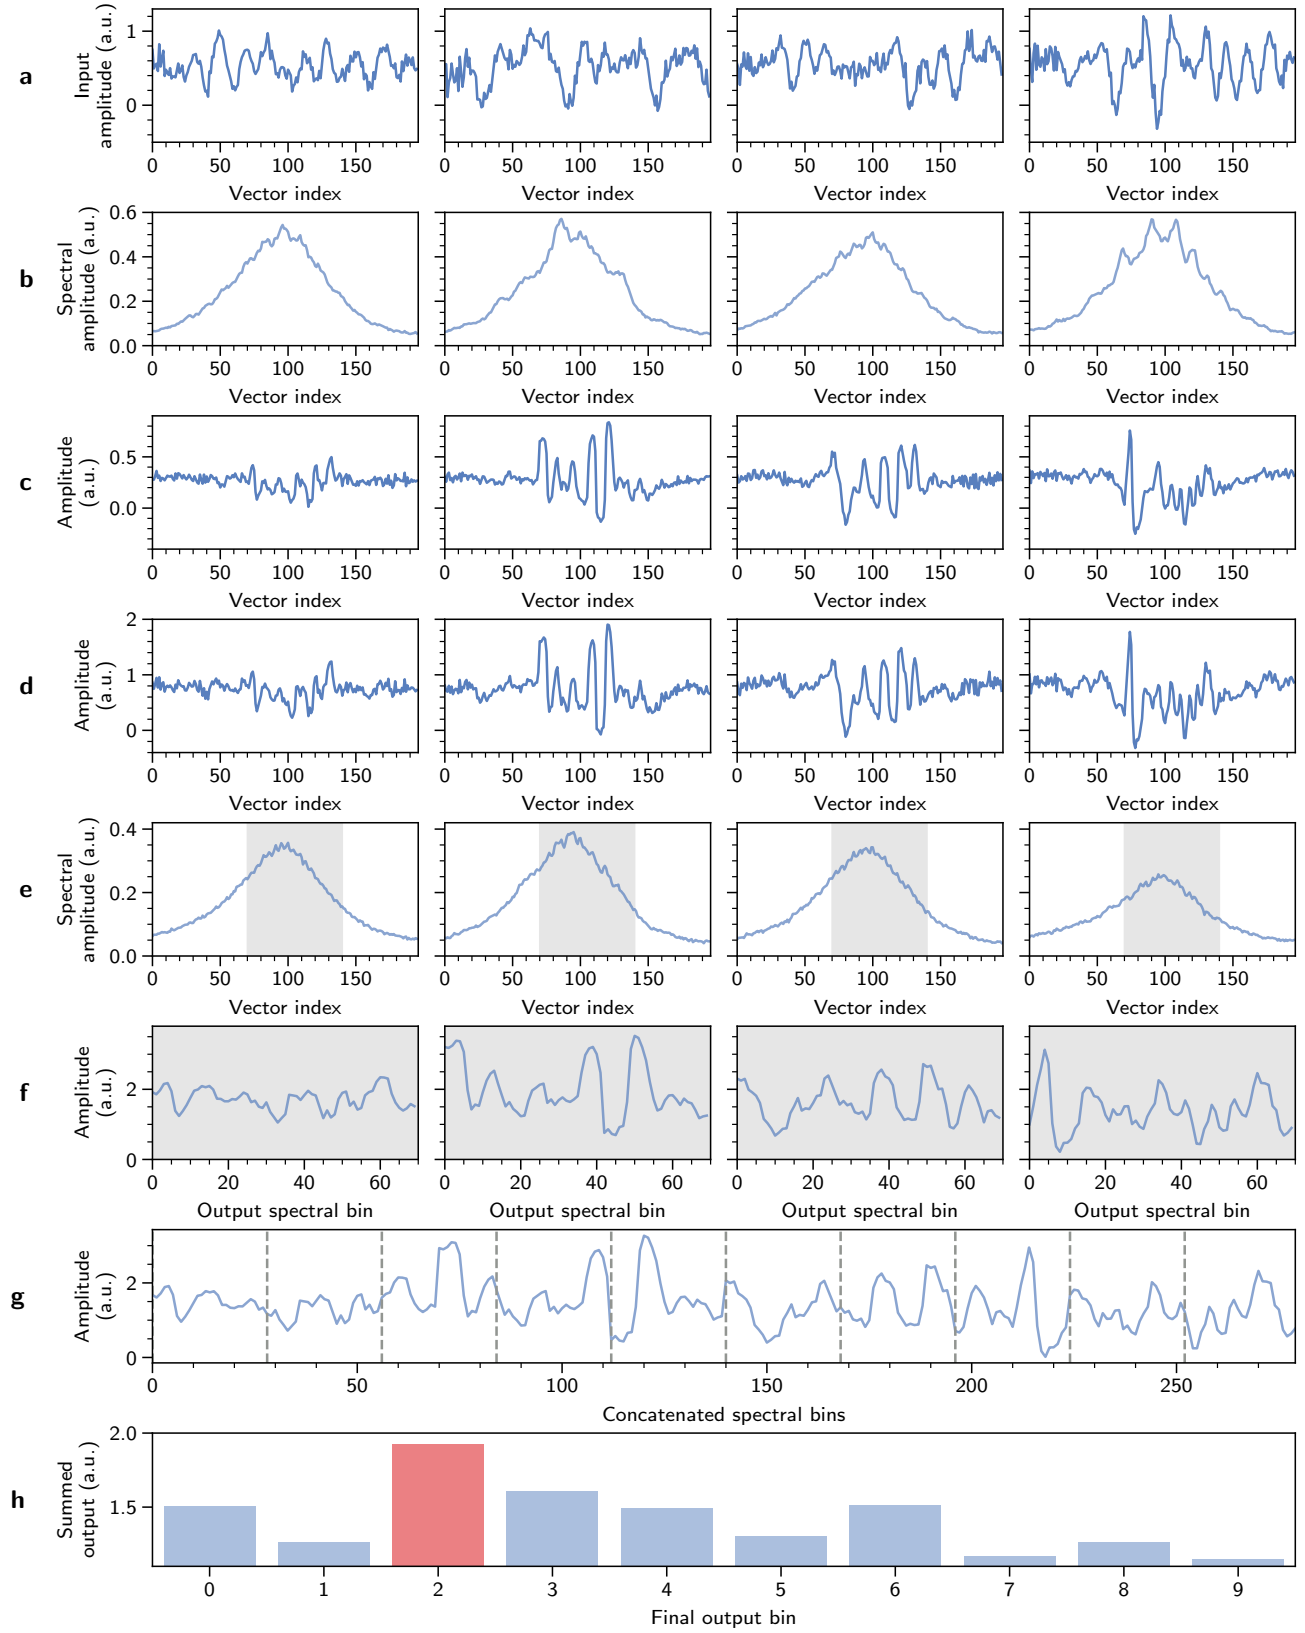 a
Input
amplitude (a.u.)
1
0
0 50 100 150 0 50 100 150 0 50 100 150 0 50 100 150
Vector index Vector index Vector index Vector index
b
Spectral
amplitude (a.u.)
0.6
0.4
0.2
0.0
0 50 100 150 0 50 100 150 0 50 100 150 0 50 100 150
Vector index Vector index Vector index Vector index
c
Amplitude
(a.u.)
0.5
0.0
0 50 100 150 0 50 100 150 0 50 100 150 0 50 100 150
Vector index Vector index Vector index Vector index
d
Amplitude
(a.u.)
2
1
0
0 50 100 150 0 50 100 150 0 50 100 150 0 50 100 150
Vector index Vector index Vector index Vector index
e
Spectral
amplitude (a.u.)
0.4
0.2
0.0
0 50 100 150 0 50 100 150 0 50 100 150 0 50 100 150
Vector index Vector index Vector index Vector index
f
Amplitude
(a.u.)
2
0
0 20 40 60 0 20 40 60 0 20 40 60 0 20 40 60
Output spectral bin Output spectral bin Output spectral bin Output spectral bin
g
Amplitude
(a.u.)
2
0
0 50 100 150 200 250
Concatenated spectral bins
h
Summed
output (a.u.)
2.0
1.5
0 1 2 3 4 5 6 7 8 9
Final output bin